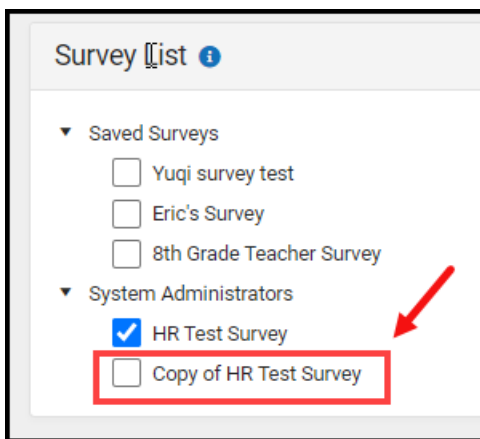 Survey List
Saved Surveys
Yuqi survey test
Eric's Survey
8th Grade Teacher Survey
System Administrators
HR Test Survey
Copy of HR Test Survey